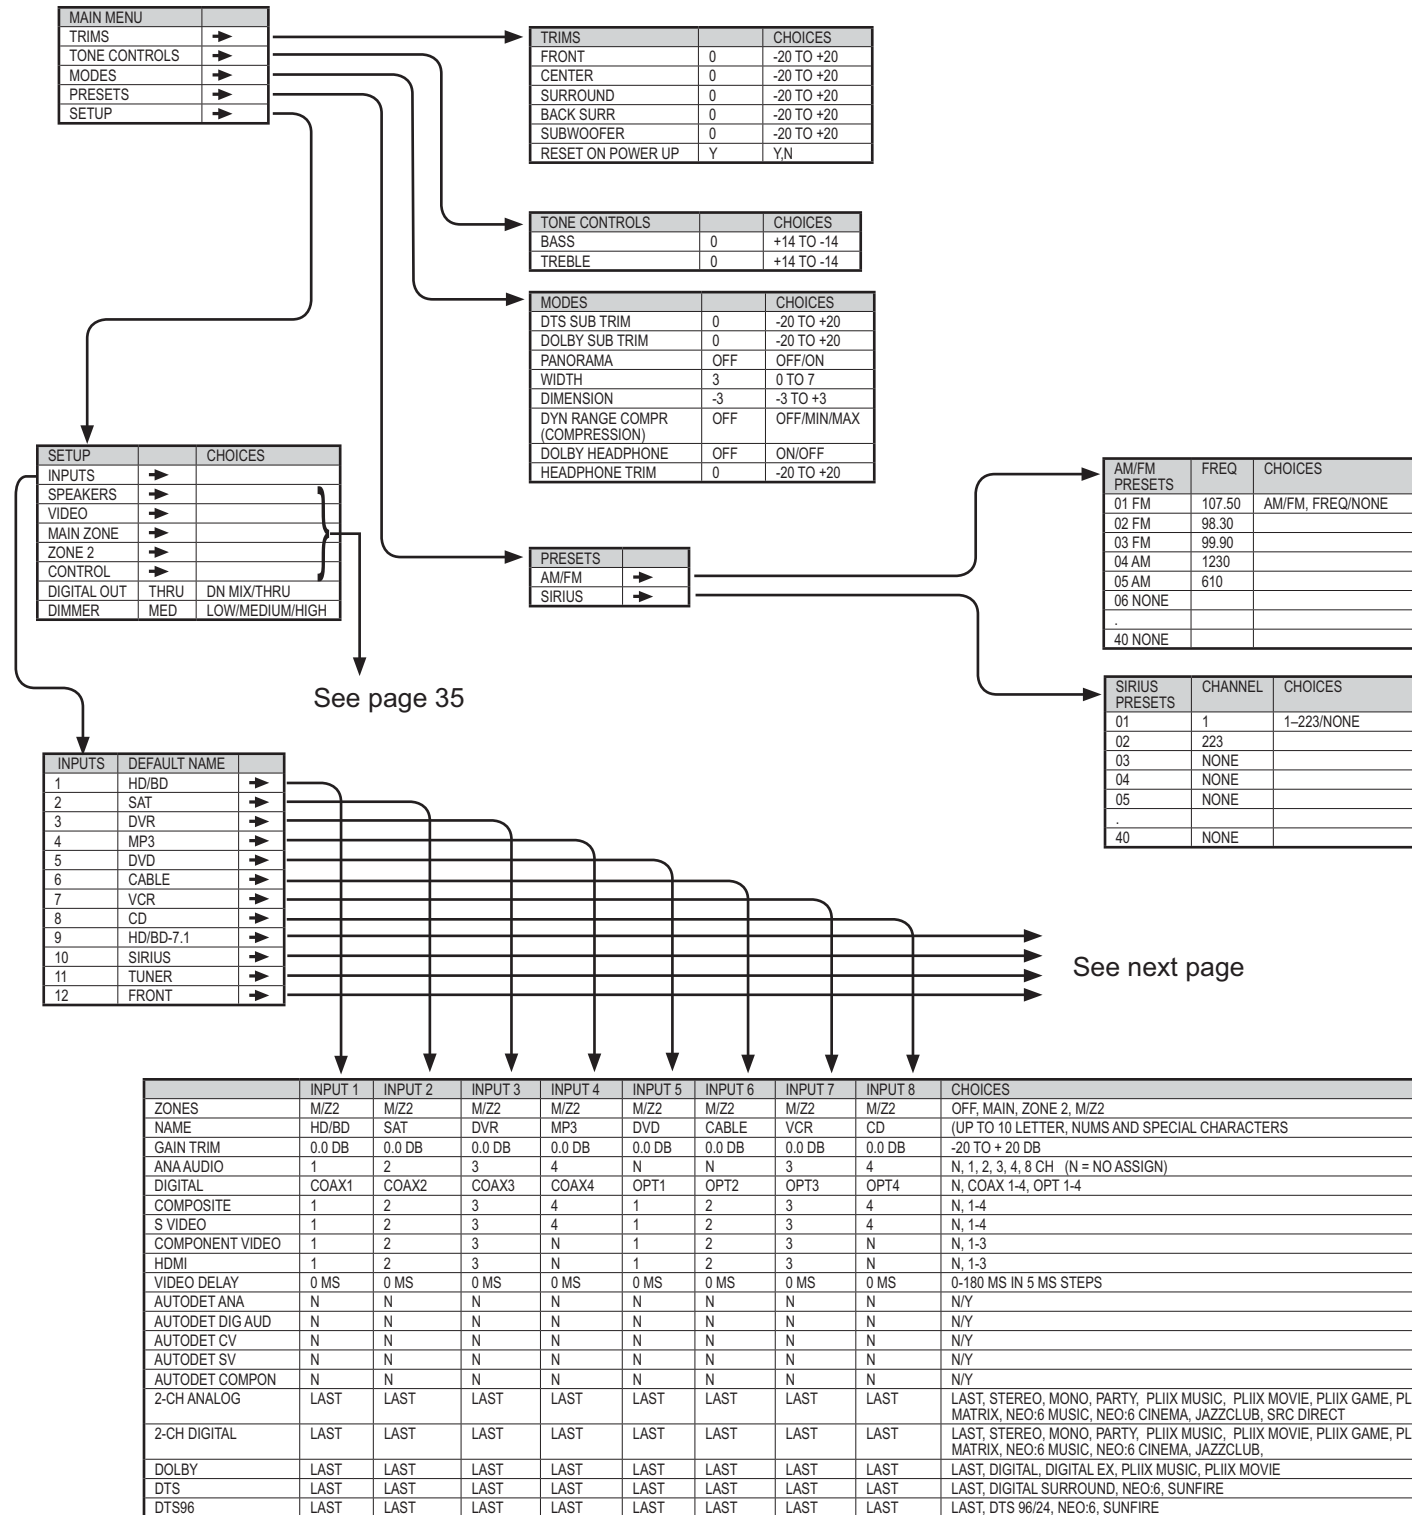 MAIN MENU
TRIMS
TONE CONTROLS
MODES
PRESETS
SETUP
TRIMS CHOICES
FRONT 0 -20 TO +20
CENTER 0 -20 TO +20
SURROUND 0 -20 TO +20
BACK SURR 0 -20 TO +20
SUBWOOFER 0 -20 TO +20
RESET ON POWER UP Y Y,N
TONE CONTROLS CHOICES
BASS 0 +14 TO -14
TREBLE 0 +14 TO -14
MODES CHOICES
DTS SUB TRIM 0 -20 TO +20
DOLBY SUB TRIM 0 -20 TO +20
PANORAMA OFF OFF/ON
WIDTH 3 0 TO 7
DIMENSION -3 -3 TO +3
DYN RANGE COMPR OFF OFF/MIN/MAX
(COMPRESSION)
DOLBY HEADPHONE OFF ON/OFF
HEADPHONE TRIM 0 -20 TO +20
SETUP CHOICES
INPUTS
SPEAKERS
VIDEO
MAIN ZONE
ZONE 2
CONTROL
DIGITAL OUT THRU DN MIX/THRU
DIMMER MED LOW/MEDIUM/HIGH
See page 35
PRESETS
AM/FM
SIRIUS
AM/FM FREQ CHOICES
PRESETS
01 FM 107.50 AM/FM, FREQ/NONE
02 FM 98.30
03 FM 99.90
04 AM 1230
05 AM 610
06 NONE
.
40 NONE
SIRIUS CHANNEL CHOICES
PRESETS
01 1 1–223/NONE
02 223
03 NONE
04 NONE
05 NONE
.
40 NONE
INPUTS DEFAULT NAME
1 HD/BD
2 SAT
3 DVR
4 MP3
5 DVD
6 CABLE
7 VCR
8 CD
9 HD/BD-7.1
10 SIRIUS
11 TUNER
12 FRONT
See next page
INPUT 1 INPUT 2 INPUT 3 INPUT 4 INPUT 5 INPUT 6 INPUT 7 INPUT 8 CHOICES
ZONES M/Z2 M/Z2 M/Z2 M/Z2 M/Z2 M/Z2 M/Z2 M/Z2 OFF, MAIN, ZONE 2, M/Z2
NAME HD/BD SAT DVR MP3 DVD CABLE VCR CD (UP TO 10 LETTER, NUMS AND SPECIAL CHARACTERS
GAIN TRIM 0.0 DB 0.0 DB 0.0 DB 0.0 DB 0.0 DB 0.0 DB 0.0 DB 0.0 DB -20 TO + 20 DB
ANA AUDIO 1 2 3 4 N N 3 4 N, 1, 2, 3, 4, 8 CH (N = NO ASSIGN)
DIGITAL COAX1 COAX2 COAX3 COAX4 OPT1 OPT2 OPT3 OPT4 N, COAX 1-4, OPT 1-4
COMPOSITE 1 2 3 4 1 2 3 4 N, 1-4
S VIDEO 1 2 3 4 1 2 3 4 N, 1-4
COMPONENT VIDEO 1 2 3 N 1 2 3 N N, 1-3
HDMI 1 2 3 N 1 2 3 N N, 1-3
VIDEO DELAY 0 MS 0 MS 0 MS 0 MS 0 MS 0 MS 0 MS 0 MS 0-180 MS IN 5 MS STEPS
AUTODET ANA N N N N N N N N N/Y
AUTODET DIG AUD N N N N N N N N N/Y
AUTODET CV N N N N N N N N N/Y
AUTODET SV N N N N N N N N N/Y
AUTODET COMPON N N N N N N N N N/Y
2-CH ANALOG LAST LAST LAST LAST LAST LAST LAST LAST LAST, STEREO, MONO, PARTY, PLIIX MUSIC, PLIIX MOVIE, PLIIX GAME, PL
MATRIX, NEO:6 MUSIC, NEO:6 CINEMA, JAZZCLUB, SRC DIRECT
2-CH DIGITAL LAST LAST LAST LAST LAST LAST LAST LAST LAST, STEREO, MONO, PARTY, PLIIX MUSIC, PLIIX MOVIE, PLIIX GAME, PL
MATRIX, NEO:6 MUSIC, NEO:6 CINEMA, JAZZCLUB,
DOLBY LAST LAST LAST LAST LAST LAST LAST LAST LAST, DIGITAL, DIGITAL EX, PLIIX MUSIC, PLIIX MOVIE
DTS LAST LAST LAST LAST LAST LAST LAST LAST LAST, DIGITAL SURROUND, NEO:6, SUNFIRE
DTS96 LAST LAST LAST LAST LAST LAST LAST LAST LAST, DTS 96/24, NEO:6, SUNFIRE